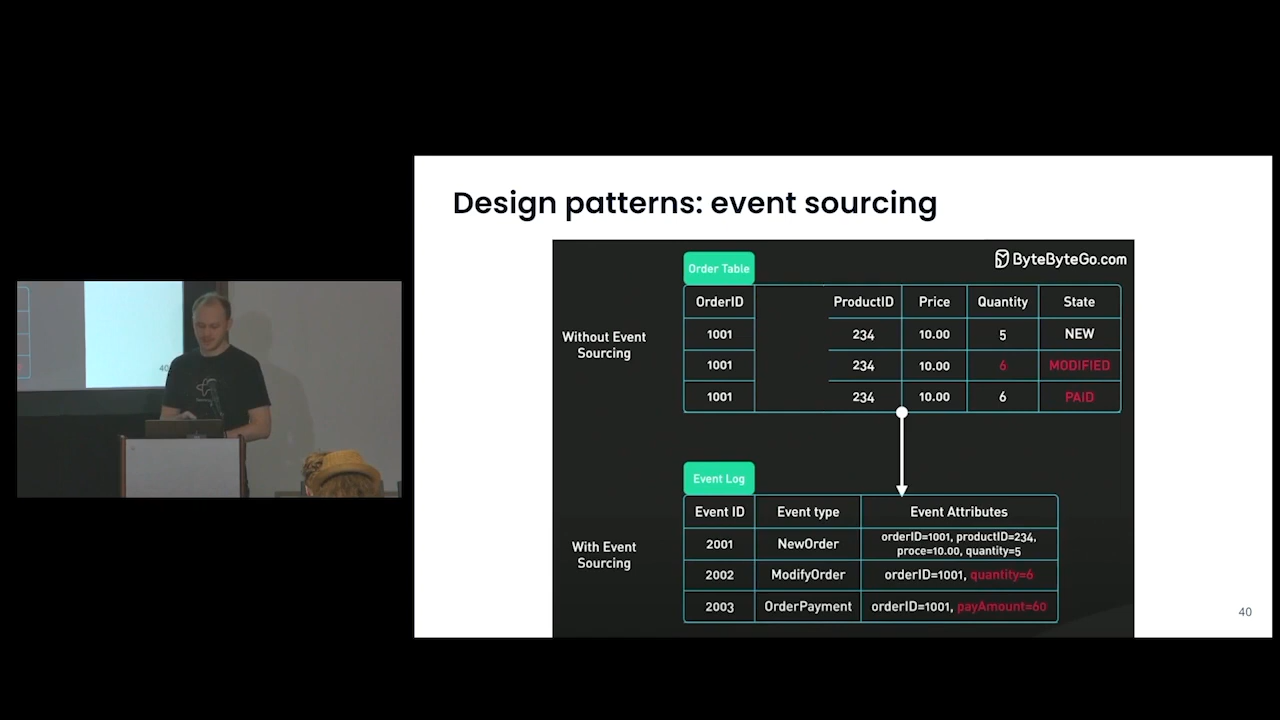 Design patterns: event sourcing
ByteByteGo.com
Order Table
OrderID ProductID Price Quantity State
Without Event
Sourcing
1001 234 10.00 5 NEW
1001 234 10.00 6 MODIFIED
1001 234 10.00 6 PAID
Event Log
Event ID Event type Event Attributes
With Event
Sourcing
2001 NewOrder orderID=1001, productID=234,
proce=10.00, quantity=5
2002 ModifyOrder orderID=1001, quantity=6
2003 OrderPayment orderID=1001, payAmount=60
40
40